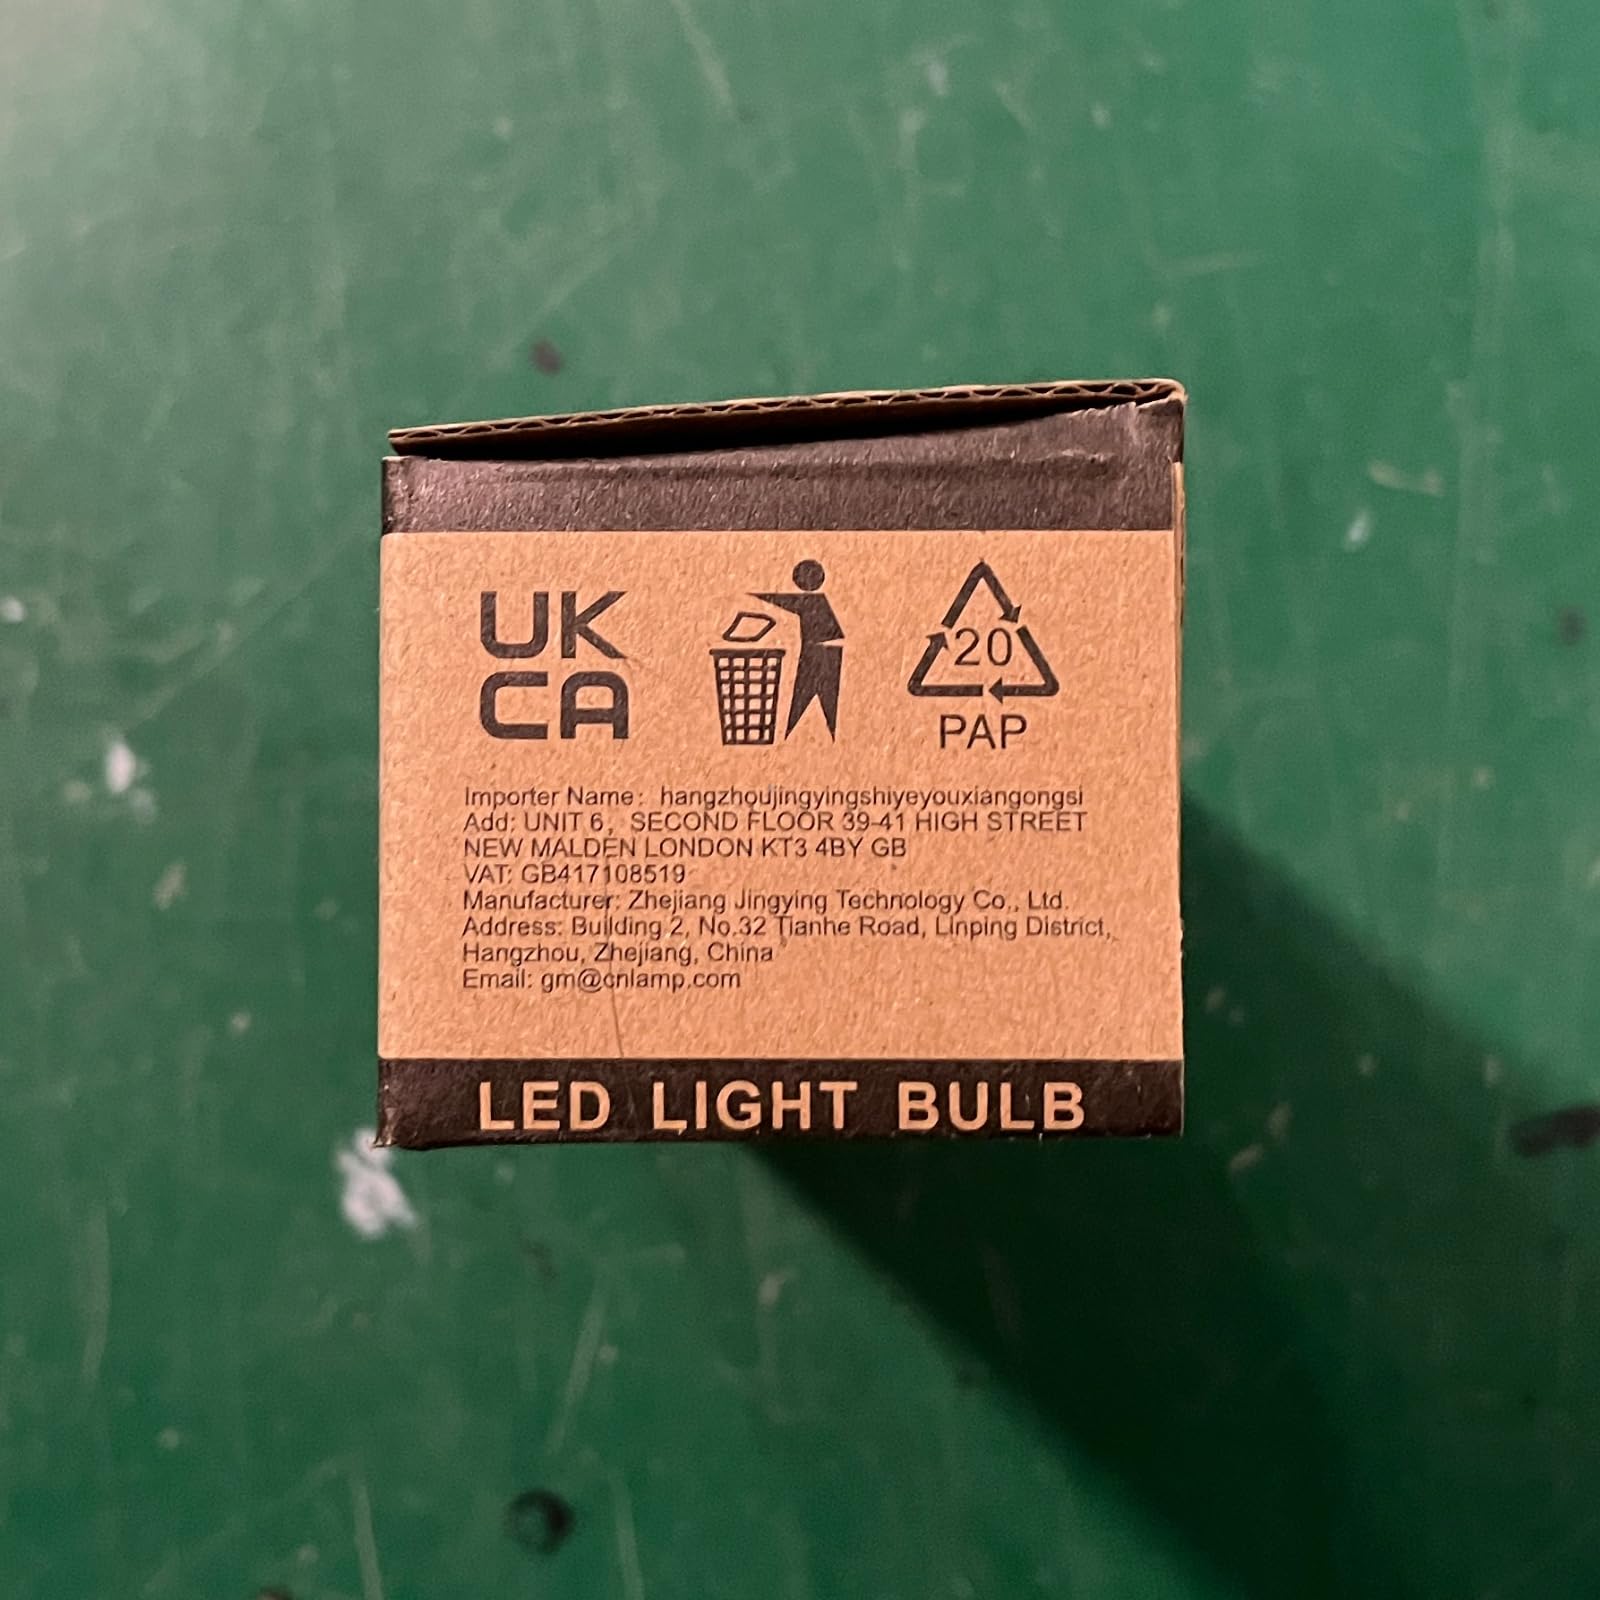 UK
CA
20
PAP
Importer Name: hangzhoujingyingshiyeyouxiangongsi
Add: UNIT 6, SECOND FLOOR 39-41 HIGH STREET
NEW MALDEN LONDON KT3 4BY GB
VAT: GB417108519
Manufacturer: Zhejiang Jingying Technology Co., Ltd.
Address: Building 2, No.32 Tianhe Road, Linping District,
Hangzhou, Zhejiang, China
Email: gm@cnlamp.com
LED LIGHT BULB